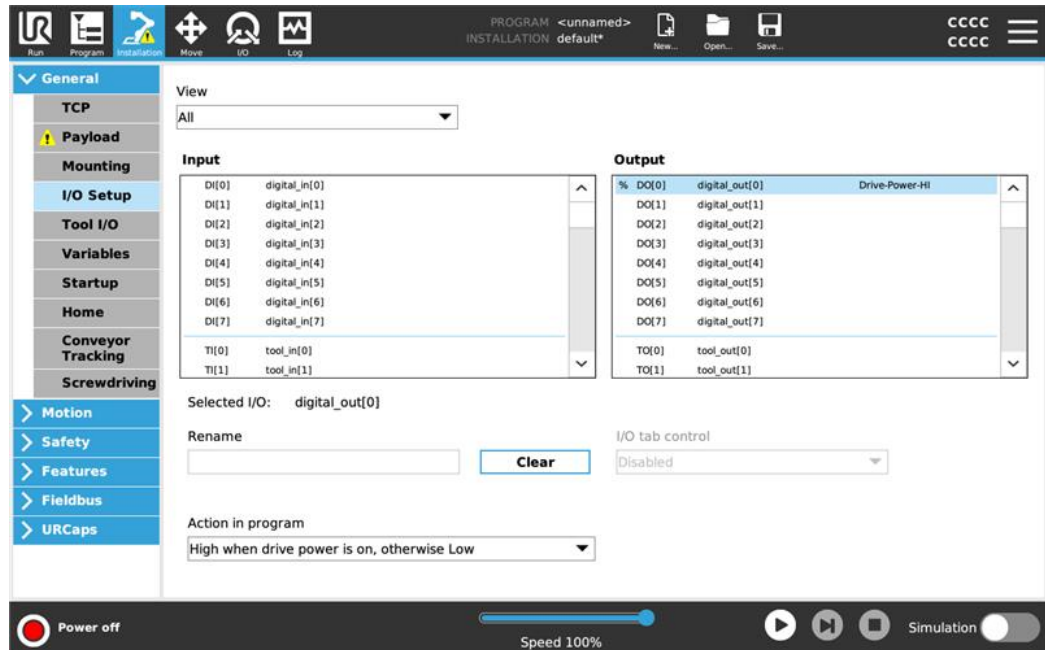 PROGRAM <unnamed>
INSTALLATION default*
UR
Run
Program
Installation
Move
I/O
Log
New...
Open...
Save...
CCCC
CCCC
General
TCP
Payload
Mounting
I/O Setup
Tool I/O
Variables
Startup
Home
Conveyor
Tracking
Screwdriving
Motion
Safety
Features
Fieldbus
URCaps
View
All
Input
DI[0] digital_in[0]
DI[1] digital_in[1]
DI[2] digital_in[2]
DI[3] digital_in[3]
DI[4] digital_in[4]
DI[5] digital_in[5]
DI[6] digital_in[6]
DI[7] digital_in[7]
TI[0] tool_in[0]
TI[1] tool_in[1]
Output
% DO[0] digital_out[0] Drive-Power-HI
DO[1] digital_out[1]
DO[2] digital_out[2]
DO[3] digital_out[3]
DO[4] digital_out[4]
DO[5] digital_out[5]
DO[6] digital_out[6]
DO[7] digital_out[7]
TO[0] tool_out[0]
TO[1] tool_out[1]
Selected I/O: digital_out[0]
Rename
Clear
I/O tab control
Disabled
Action in program
High when drive power is on, otherwise Low
Power off
Speed 100%
Simulation